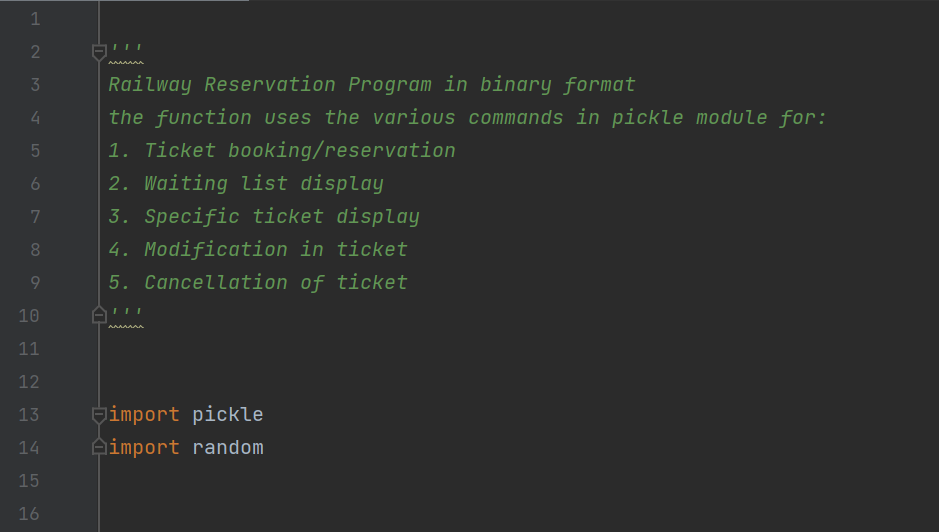 1
2 '''
3 Railway Reservation Program in binary format
4 the function uses the various commands in pickle module for:
5 1. Ticket booking/reservation
6 2. Waiting list display
7 3. Specific ticket display
8 4. Modification in ticket
9 5. Cancellation of ticket
10 '''
11
12
13 import pickle
14 import random
15
16